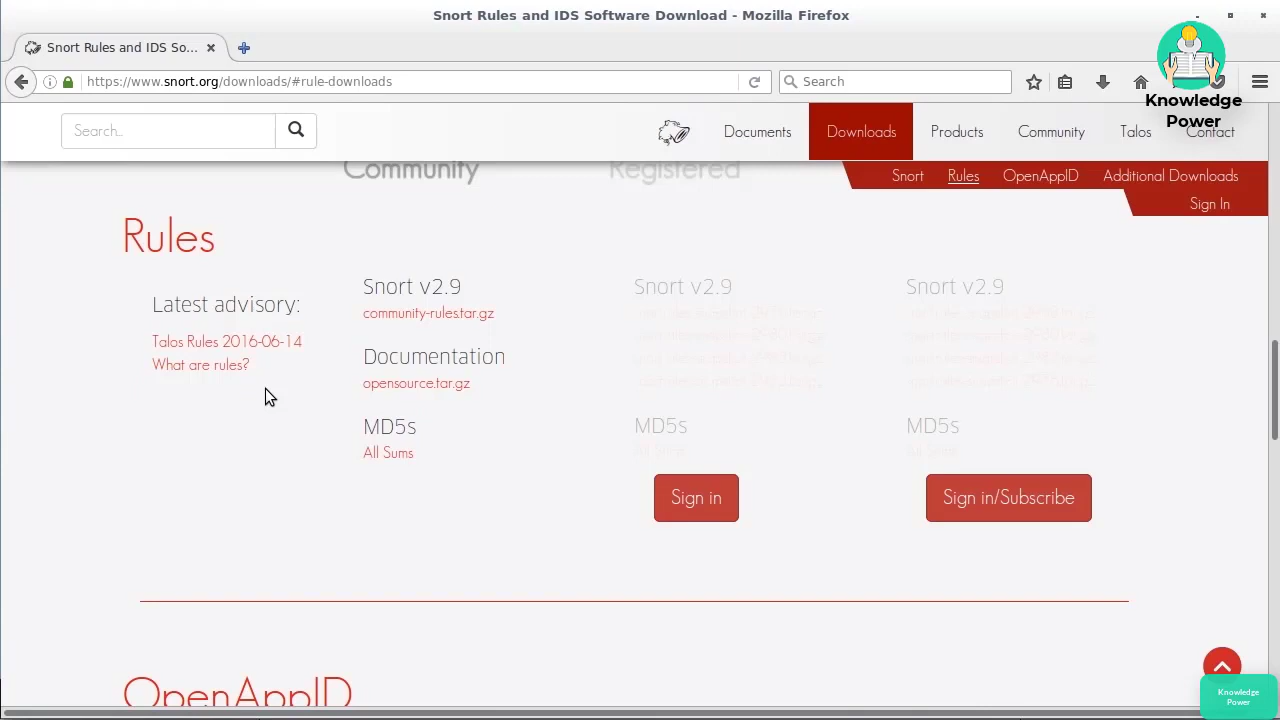 Snort Rules and IDS Software Download - Mozilla Firefox
Snort Rules and IDS So...
https://www.snort.org/downloads/#rule-downloads
Search
Knowledge
Power
Search..
Documents
Downloads
Products
Community
Talos
Contact
Community
Registered
Snort
Rules
OpenAppID
Additional Downloads
Sign In
Rules
Latest advisory:
Talos Rules 2016-06-14
What are rules?
Snort v2.9
community-rules.tar.gz
Documentation
opensource.tar.gz
MD5s
All Sums
Snort v2.9
MD5s
Sign in
Snort v2.9
MD5s
Sign in/Subscribe
OpenAppID
Knowledge
Power